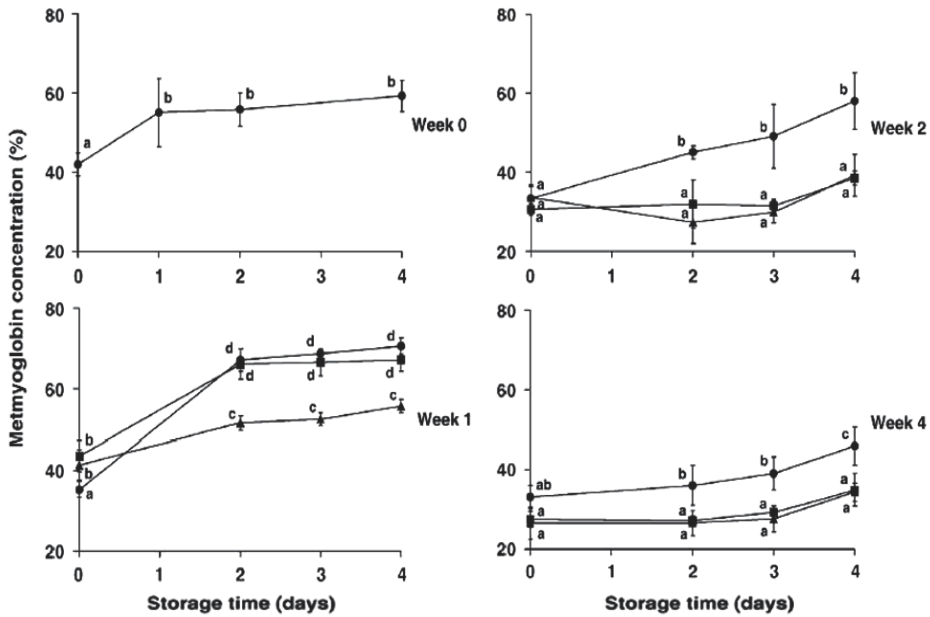 Metmyoglobin concentration (%)
80
60
40
20
0 1 2 3 4
a b b b
Week 0
80
60
40
20
0 1 2 3 4
a a a
b a a
b a a
b a a
Week 2
80
60
40
20
0 1 2 3 4
b b a
d d c
d d c
d d c
Week 1
Storage time (days)
80
60
40
20
0 1 2 3 4
ab a a
b a a
b a a
c a a
Week 4
Storage time (days)